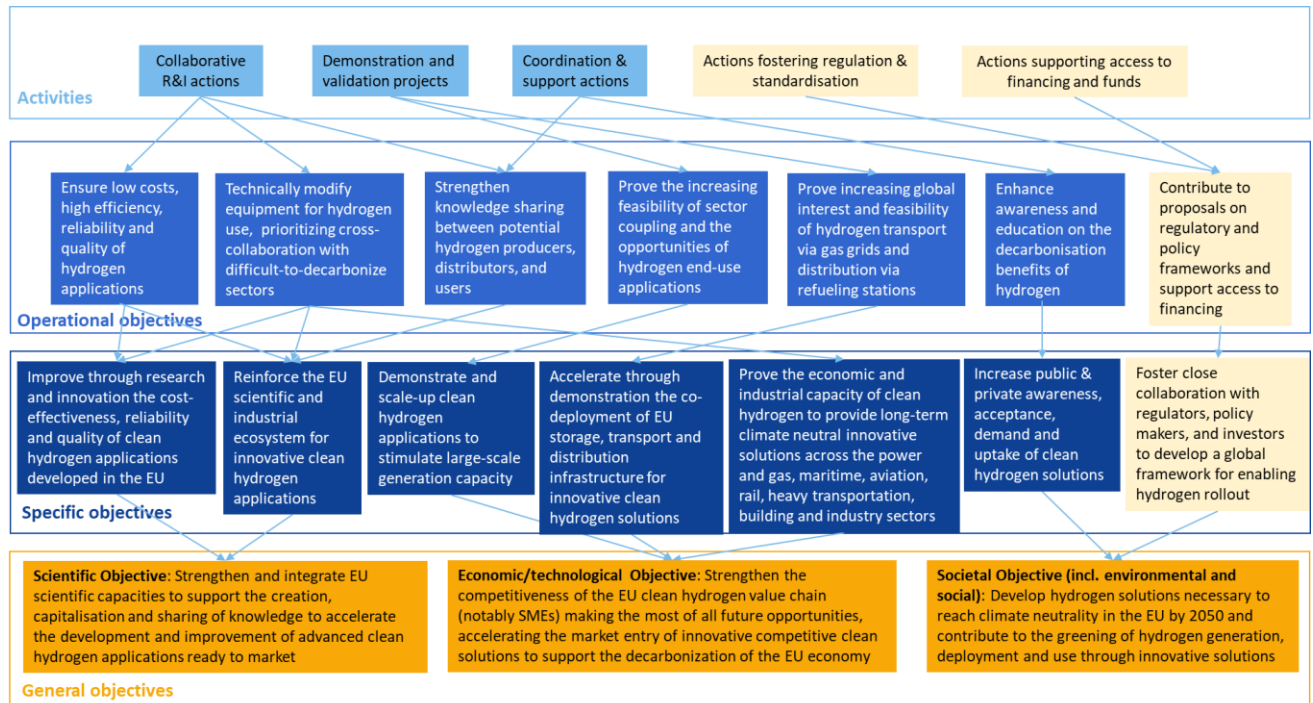 Collaborative
R&I actions
Demonstration and
validation projects
Coordination &
support actions
Actions fostering regulation &
standardisation
Actions supporting access to
financing and funds
Activities
Ensure low costs,
high efficiency,
reliability and
quality of
hydrogen
applications
Technically modify
equipment for hydrogen
use, prioritizing cross-
collaboration with
difficult-to-decarbonize
sectors
Strengthen
knowledge sharing
between potential
hydrogen producers,
distributors, and
users
Prove the increasing
feasibility of sector
coupling and the
opportunities of
hydrogen end-use
applications
Prove increasing global
interest and feasibility
of hydrogen transport
via gas grids and
distribution via
refueling stations
Enhance
awareness and
education on the
decarbonisation
benefits of
hydrogen
Contribute to
proposals on
regulatory and
policy
frameworks and
support access to
financing
Operational objectives
Improve through research
and innovation the cost-
effectiveness, reliability
and quality of clean
hydrogen applications
developed in the EU
Reinforce the EU
scientific and
industrial
ecosystem for
innovative clean
hydrogen
applications
Demonstrate and
scale-up clean
hydrogen
applications to
stimulate large-scale
generation capacity
Accelerate through
demonstration the co-
deployment of EU
storage, transport and
distribution
infrastructure for
innovative clean
hydrogen solutions
Prove the economic and
industrial capacity of clean
hydrogen to provide long-term
climate neutral innovative
solutions across the power
and gas, maritime, aviation,
rail, heavy transportation,
building and industry sectors
Increase public &
private awareness,
acceptance,
demand and
uptake of clean
hydrogen solutions
Foster close
collaboration with
regulators, policy
makers, and investors
to develop a global
framework for enabling
hydrogen rollout
Specific objectives
Scientific Objective: Strengthen and integrate EU
scientific capacities to support the creation,
capitalisation and sharing of knowledge to accelerate
the development and improvement of advanced clean
hydrogen applications ready to market
Economic/technological Objective: Strengthen the
competitiveness of the EU clean hydrogen value chain
(notably SMEs) making the most of all future opportunities,
accelerating the market entry of innovative competitive clean
solutions to support the decarbonization of the EU economy
Societal Objective (incl. environmental and
social): Develop hydrogen solutions necessary to
reach climate neutrality in the EU by 2050 and
contribute to the greening of hydrogen generation,
deployment and use through innovative solutions
General objectives